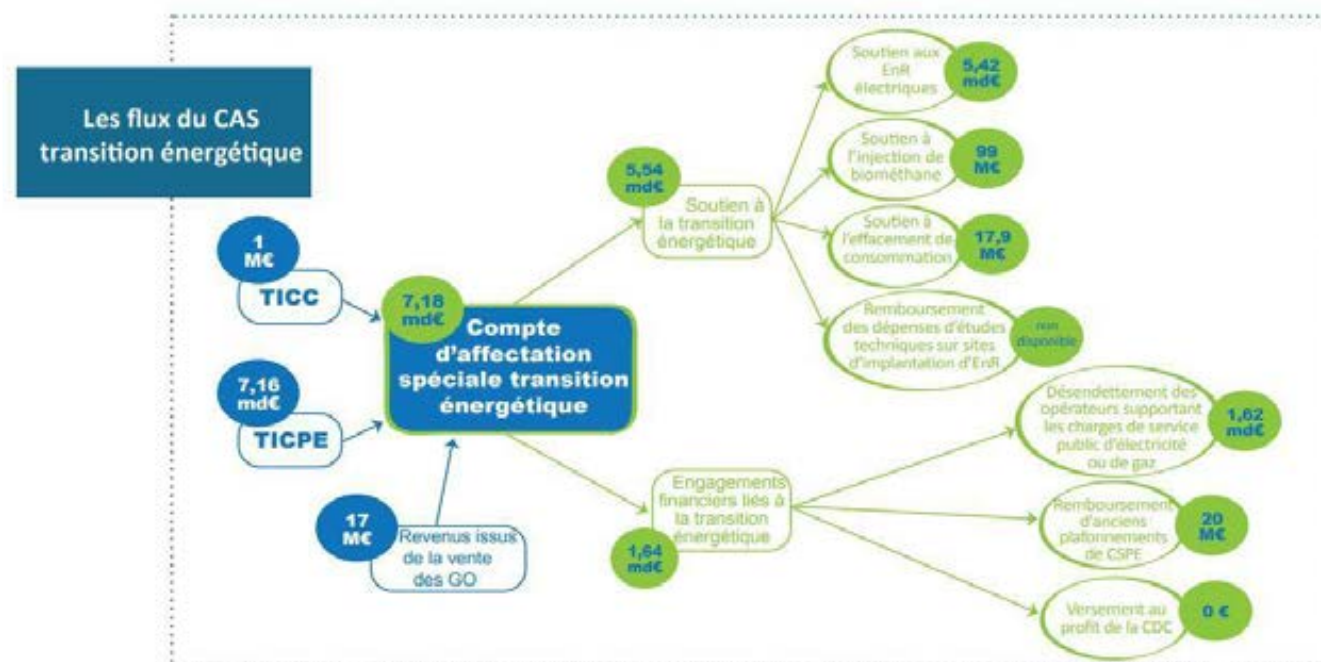 Les flux du CAS
transition énergétique
1
M€
TICC
7,16
md€
TICPE
17
M€
Revenus issus
de la vente
des GO
7,18
md€
Compte
d'affectation
spéciale transition
énergétique
5,54
md€
Soutien à
la transition
énergétique
Soutien aux
EnR
électriques
5,42
md€
Soutien à
l'injection de
biométhane
99
M€
Soutien à
l'effacement de
consommation
17,9
M€
Remboursement
des dépenses d'études
techniques sur sites
d'implantation d'EnR
non
disponible
Engagements
financiers liés à
la transition
énergétique
1,64
md€
Désendettement des
opérateurs supportant
les charges de service
public d'électricité
ou de gaz
1,62
md€
Remboursement
d'anciens
plafonnements
de CSPE
20
M€
Versement au
profit de la CDC
0 €